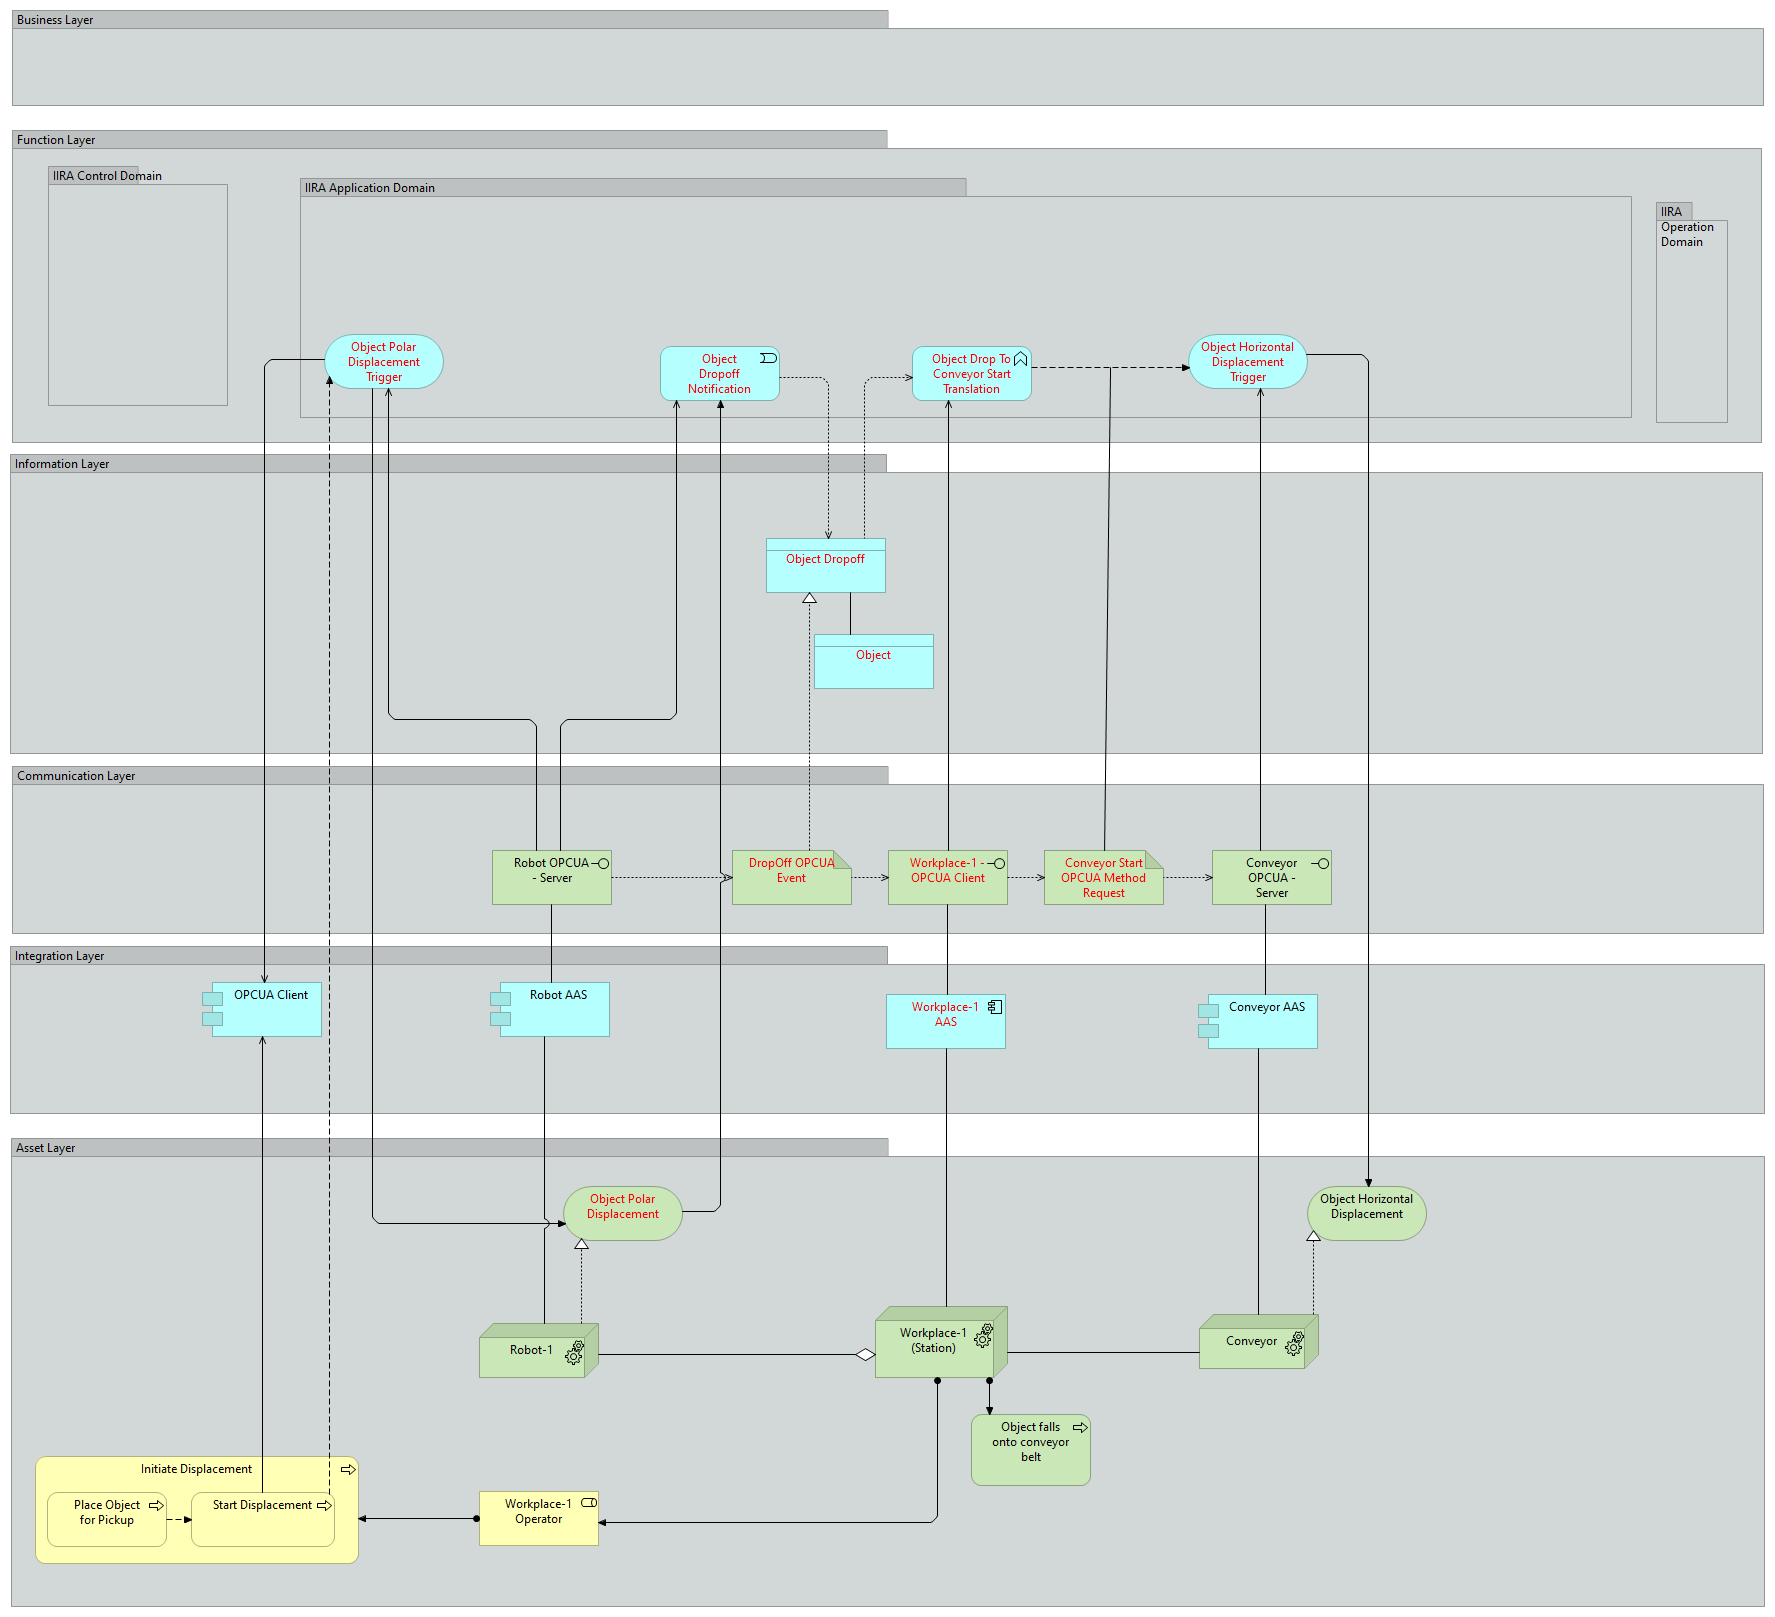 Business Layer
Function Layer
IIRA Control Domain
IIRA Application Domain
IIRA
Operation
Domain
Object Polar
Displacement
Trigger
Object
Dropoff
Notification
Object Drop To
Conveyor Start
Translation
Object Horizontal
Displacement
Trigger
Information Layer
Object Dropoff
Object
Communication Layer
Robot OPCUA
- Server
DropOff OPCUA
Event
Workplace-1 -
OPCUA Client
Conveyor Start
OPCUA Method
Request
Conveyor
OPCUA -
Server
Integration Layer
OPCUA Client
Robot AAS
Workplace-1
AAS
Conveyor AAS
Asset Layer
Object Polar
Displacement
Object Horizontal
Displacement
Robot-1
Workplace-1
(Station)
Conveyor
Object falls
onto conveyor
belt
Initiate Displacement
Place Object
for Pickup
Start Displacement
Workplace-1
Operator